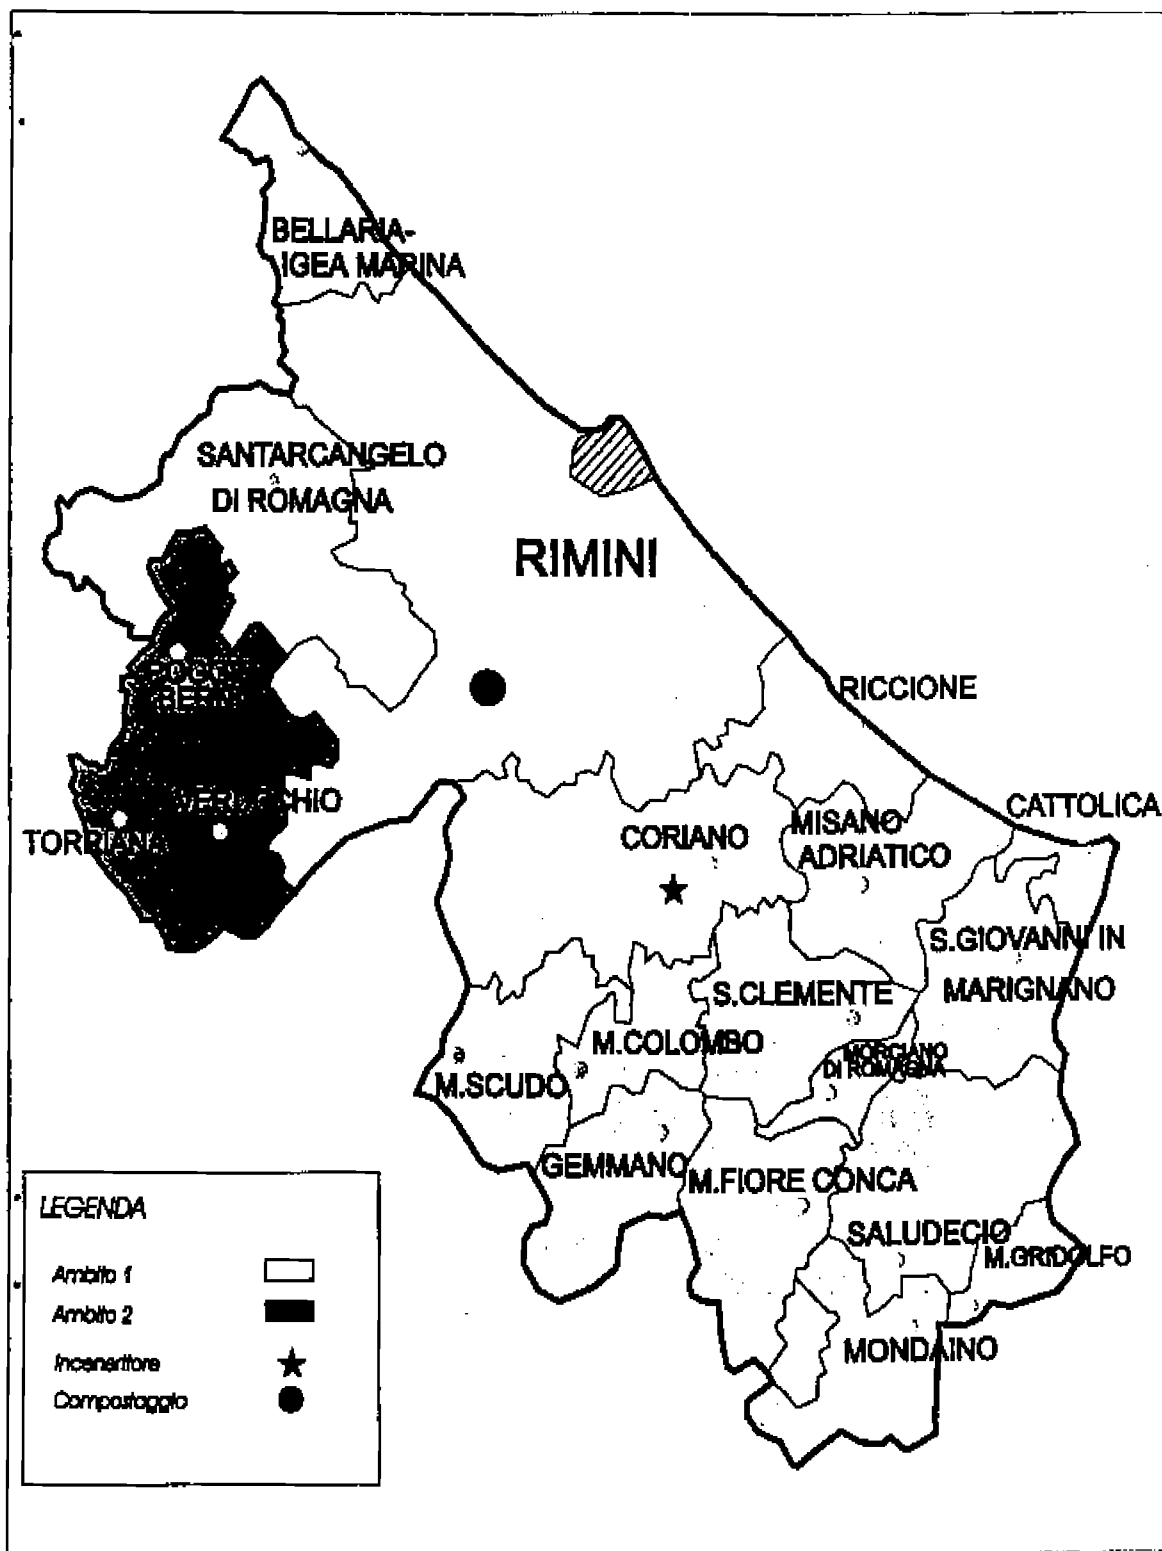 BELLARIA-
IGEA MARINA
SANTARCANGELO
DI ROMAGNA
RIMINI
RICCIONE
CATTOLICA
TORRIANA
CORIANO
MISANO
ADRIATICO
S.GIOVANNI IN
MARIGNANO
S.CLEMENTE
M.COLOMBO
MORCIANO
DI ROMAGNA
M.SCUDO
GEMMANO
M.FIORE CONCA
SALUDECIO
M.GRIDOLFO
MONDAINO
LEGENDA
Ambito 1
Ambito 2
Inceneritore
Compostaggio